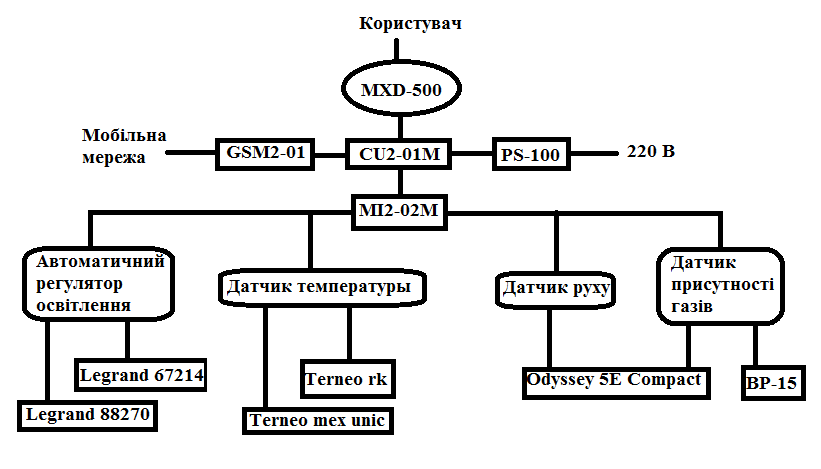 Користувач
MXD-500
Мобільна
мережа
GSM2-01
CU2-01M
PS-100
220 В
MI2-02M
Автоматичний
регулятор
освітлення
Датчик температуры
Датчик руху
Датчик
присутності
газів
Legrand 67214
Legrand 88270
Terneo rk
Terneo mex unic
Odyssey 5E Compact
BP-15